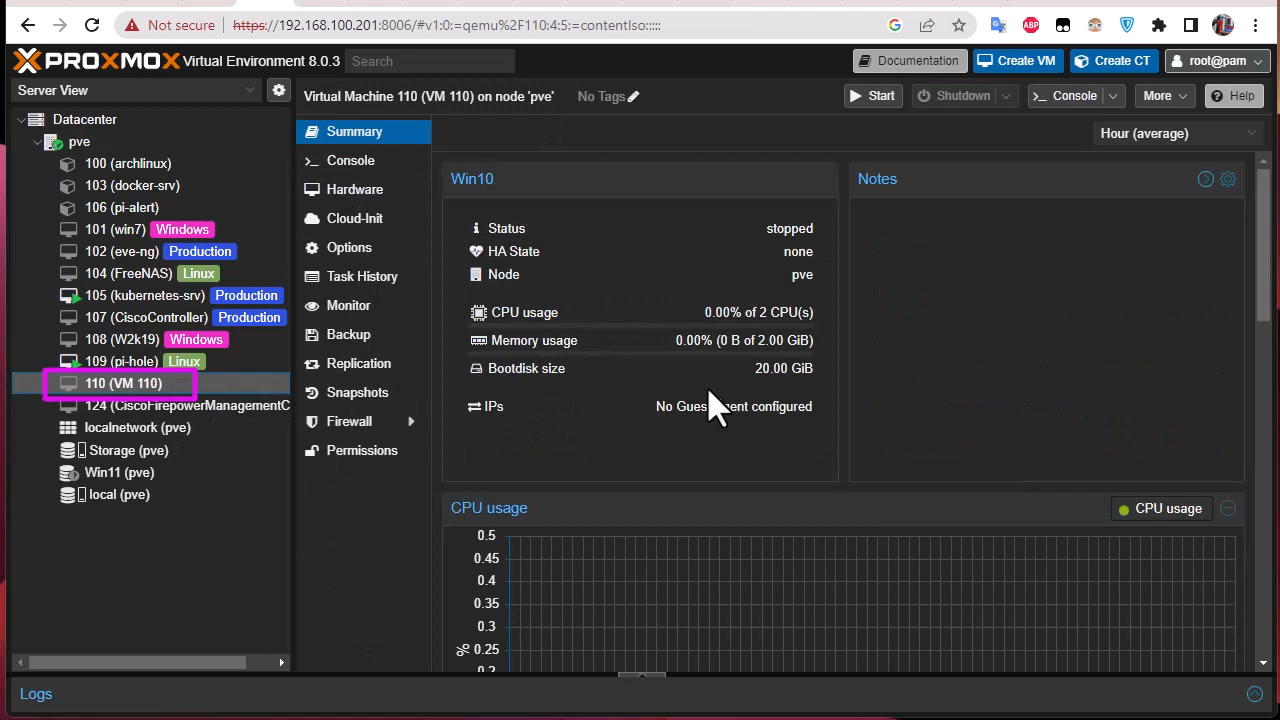 Not secure https://192.168.100.201:8006/#v1:0:=qemu%2F110:4:5:=contentIso:::::
PROXMOX Virtual Environment 8.0.3 Search Documentation Create VM Create CT root@pam
Server View
Virtual Machine 110 (VM 110) on node 'pve' No Tags Start Shutdown Console More Help
Datacenter
pve
100 (archlinux)
103 (docker-srv)
106 (pi-alert)
101 (win7) Windows
102 (eve-ng) Production
104 (FreeNAS) Linux
105 (kubernetes-srv) Production
107 (CiscoController) Production
108 (W2k19) Windows
109 (pi-hole) Linux
110 (VM 110)
124 (CiscoFirepowerManagementC
localnetwork (pve)
Storage (pve)
Win11 (pve)
local (pve)
Summary
Console
Hardware
Cloud-Init
Options
Task History
Monitor
Backup
Replication
Snapshots
Firewall
Permissions
Hour (average)
Win10
Status stopped
HA State none
Node pve
CPU usage 0.00% of 2 CPU(s)
Memory usage 0.00% (0 B of 2.00 GiB)
Bootdisk size 20.00 GiB
IPs No Gues ent configured
Notes
CPU usage
CPU usage
0.5
0.45
0.4
0.35
0.3
0.25
0.2
%
Logs
ABP